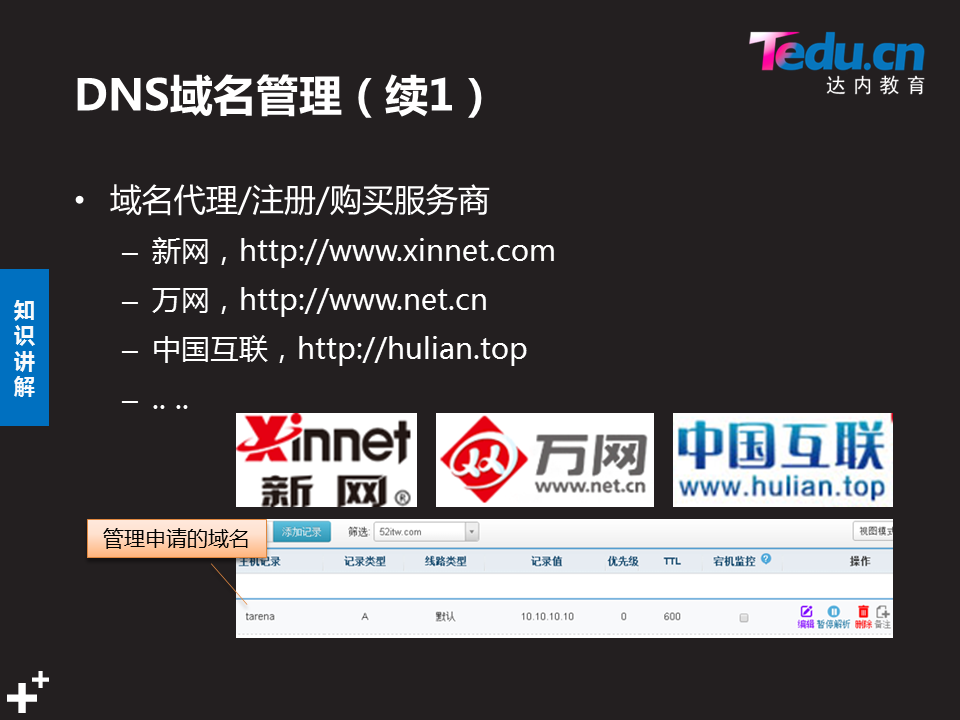 Tedu.cn
达内教育
DNS域名管理（续1）
• 域名代理/注册/购买服务商
– 新网，http://www.xinnet.com
– 万网，http://www.net.cn
– 中国互联，http://hulian.top
– .. ..
知识讲解
Xinnet
新网®
万网
www.net.cn
中国互联
www.hulian.top
管理申请的域名
添加记录 筛选: 52itw.com 视图模式
主机记录 记录类型 线路类型 记录值 优先级 TTL 宕机监控 ? 操作
tarena A 默认 10.10.10.10 0 600 编辑 暂停解析 删除 备注